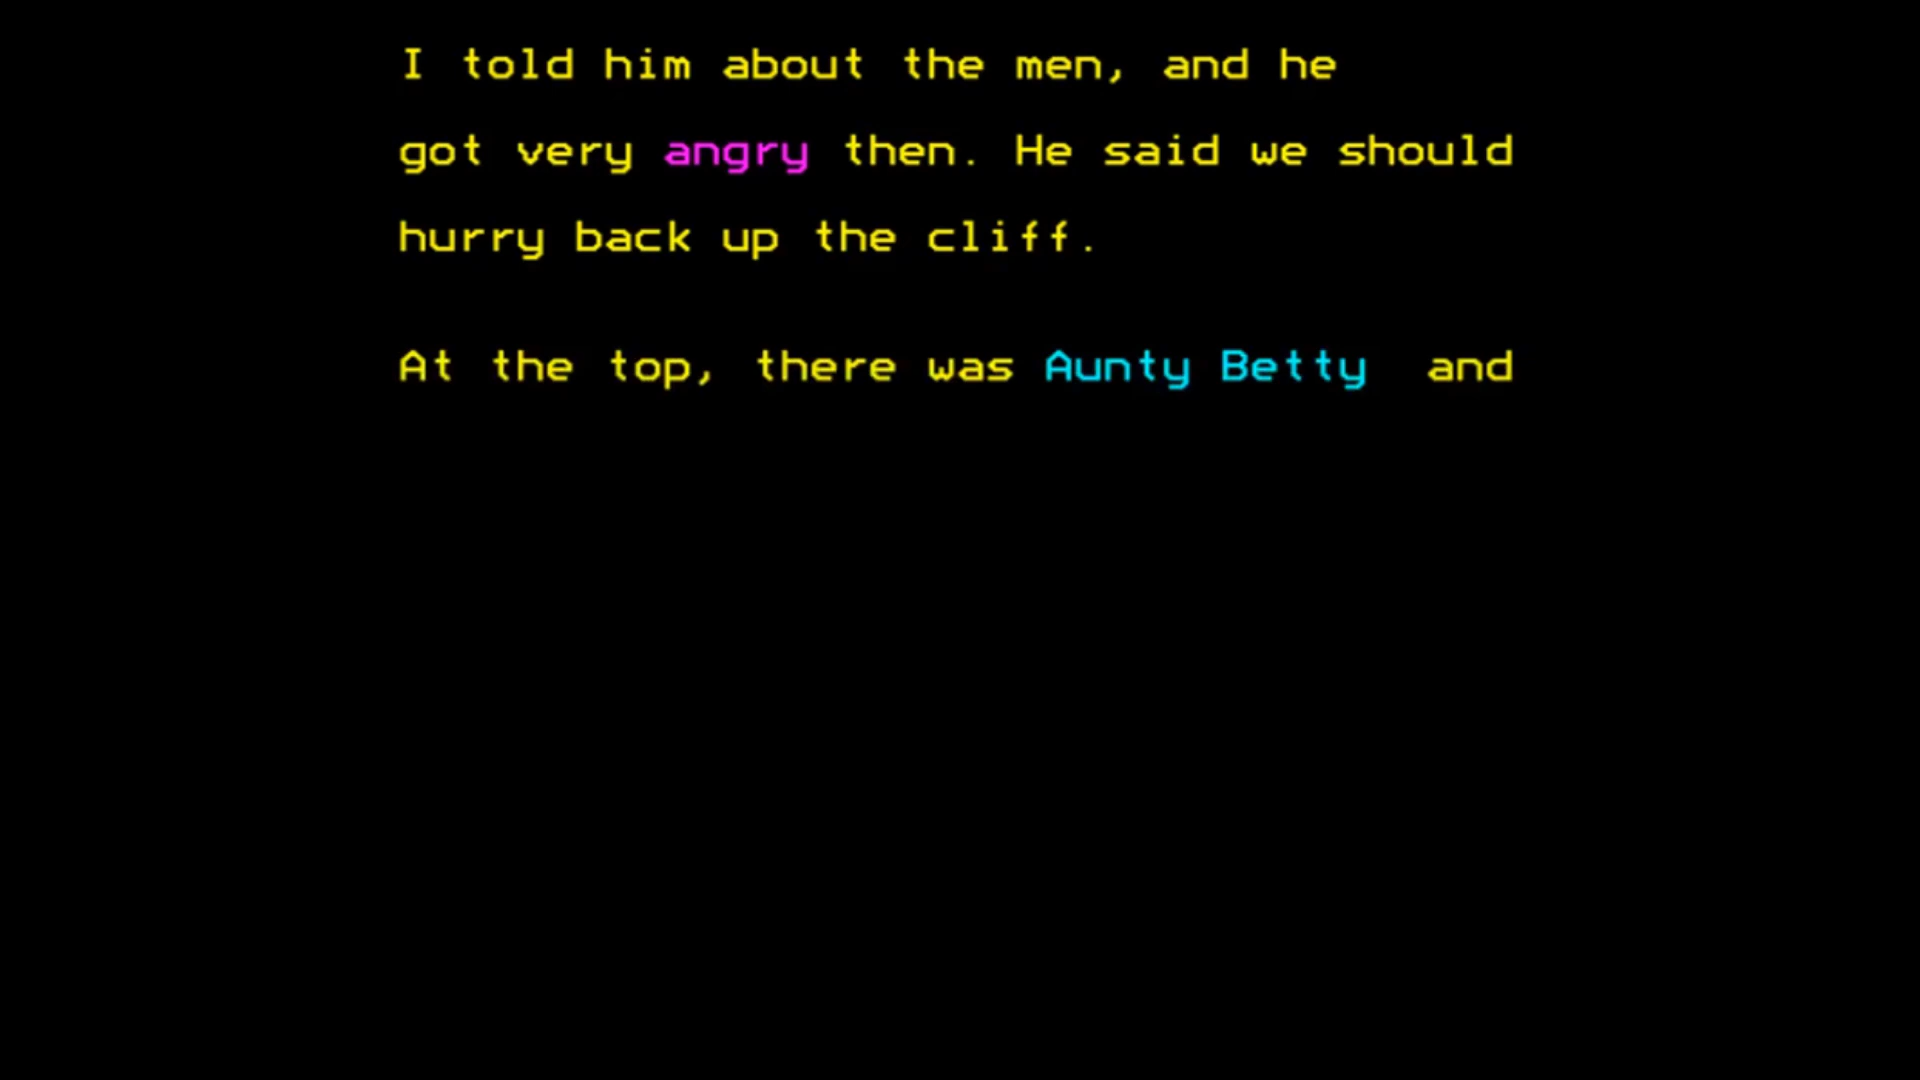 I told him about the men, and he
got very angry then. He said we should
hurry back up the cliff.
At the top, there was Aunty Betty and